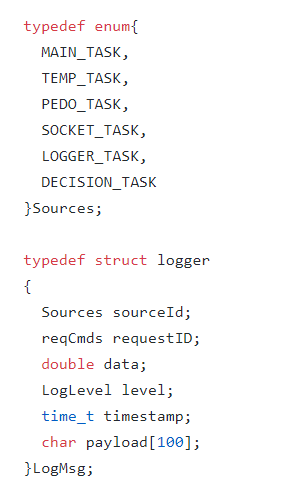 typedef enum{
MAIN_TASK,
TEMP_TASK,
PEDO_TASK,
SOCKET_TASK,
LOGGER_TASK,
DECISION_TASK
}Sources;
typedef struct logger
{
Sources sourceId;
reqCmds requestID;
double data;
LogLevel level;
time_t timestamp;
char payload[100];
}LogMsg;